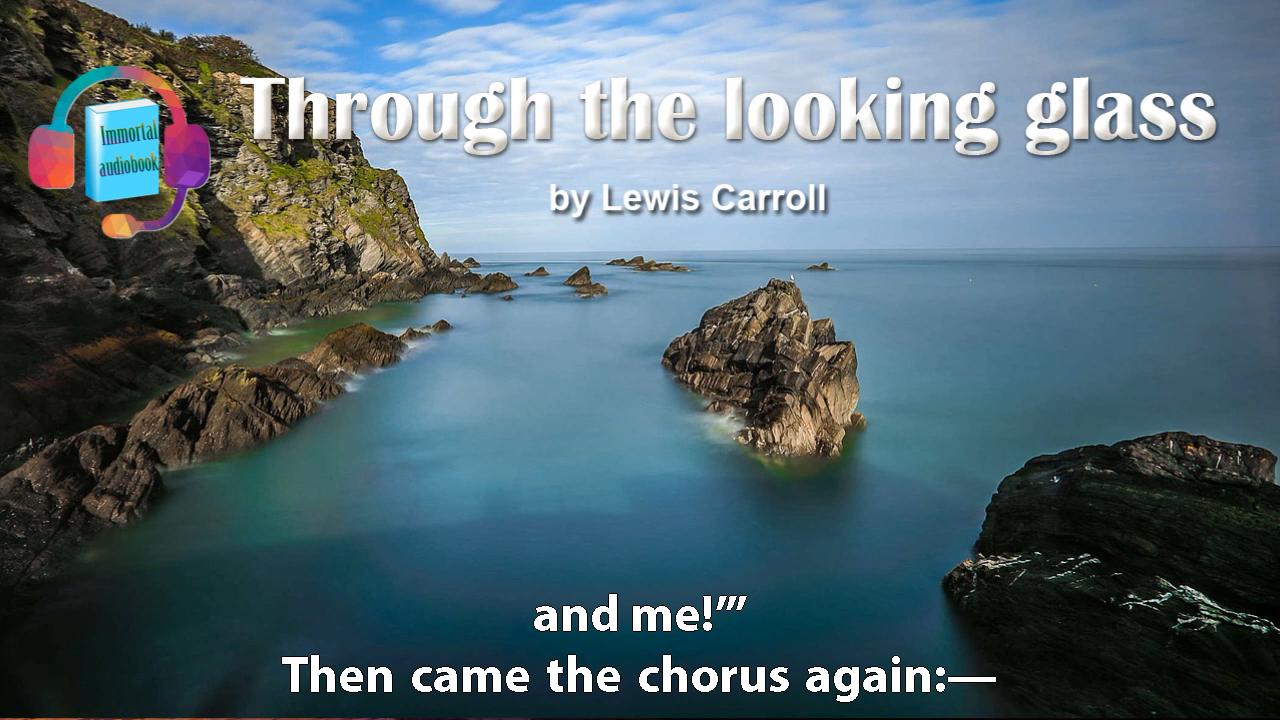 Immortal
audiobook
Through the looking glass
by Lewis Carroll
and me!’”
Then came the chorus again:—